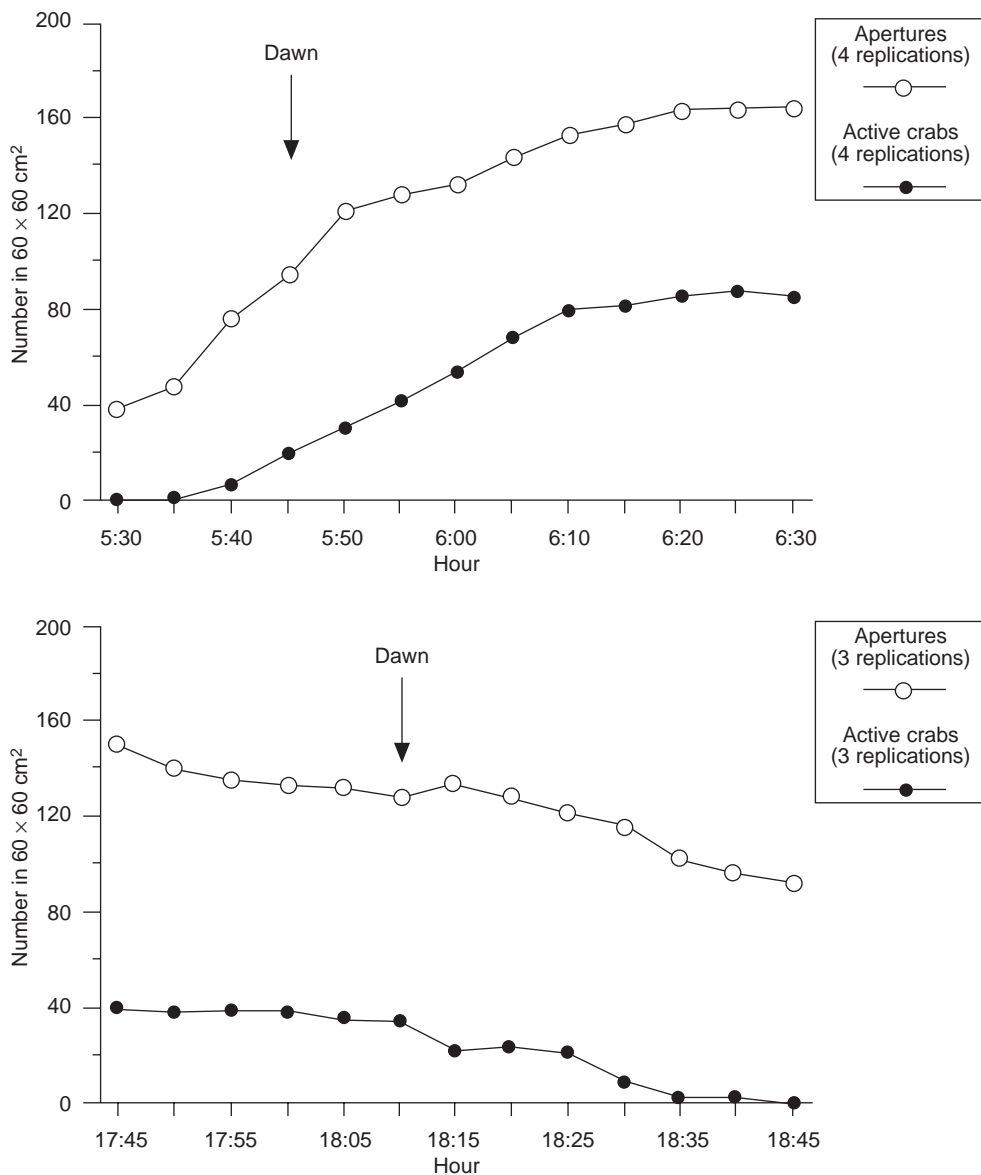 200
160
120
80
40
0
Number in 60 × 60 cm²
Dawn
5:30 5:40 5:50 6:00 6:10 6:20 6:30
Hour
Apertures
(4 replications)
Active crabs
(4 replications)
200
160
120
80
40
0
Number in 60 × 60 cm²
Dawn
17:45 17:55 18:05 18:15 18:25 18:35 18:45
Hour
Apertures
(3 replications)
Active crabs
(3 replications)